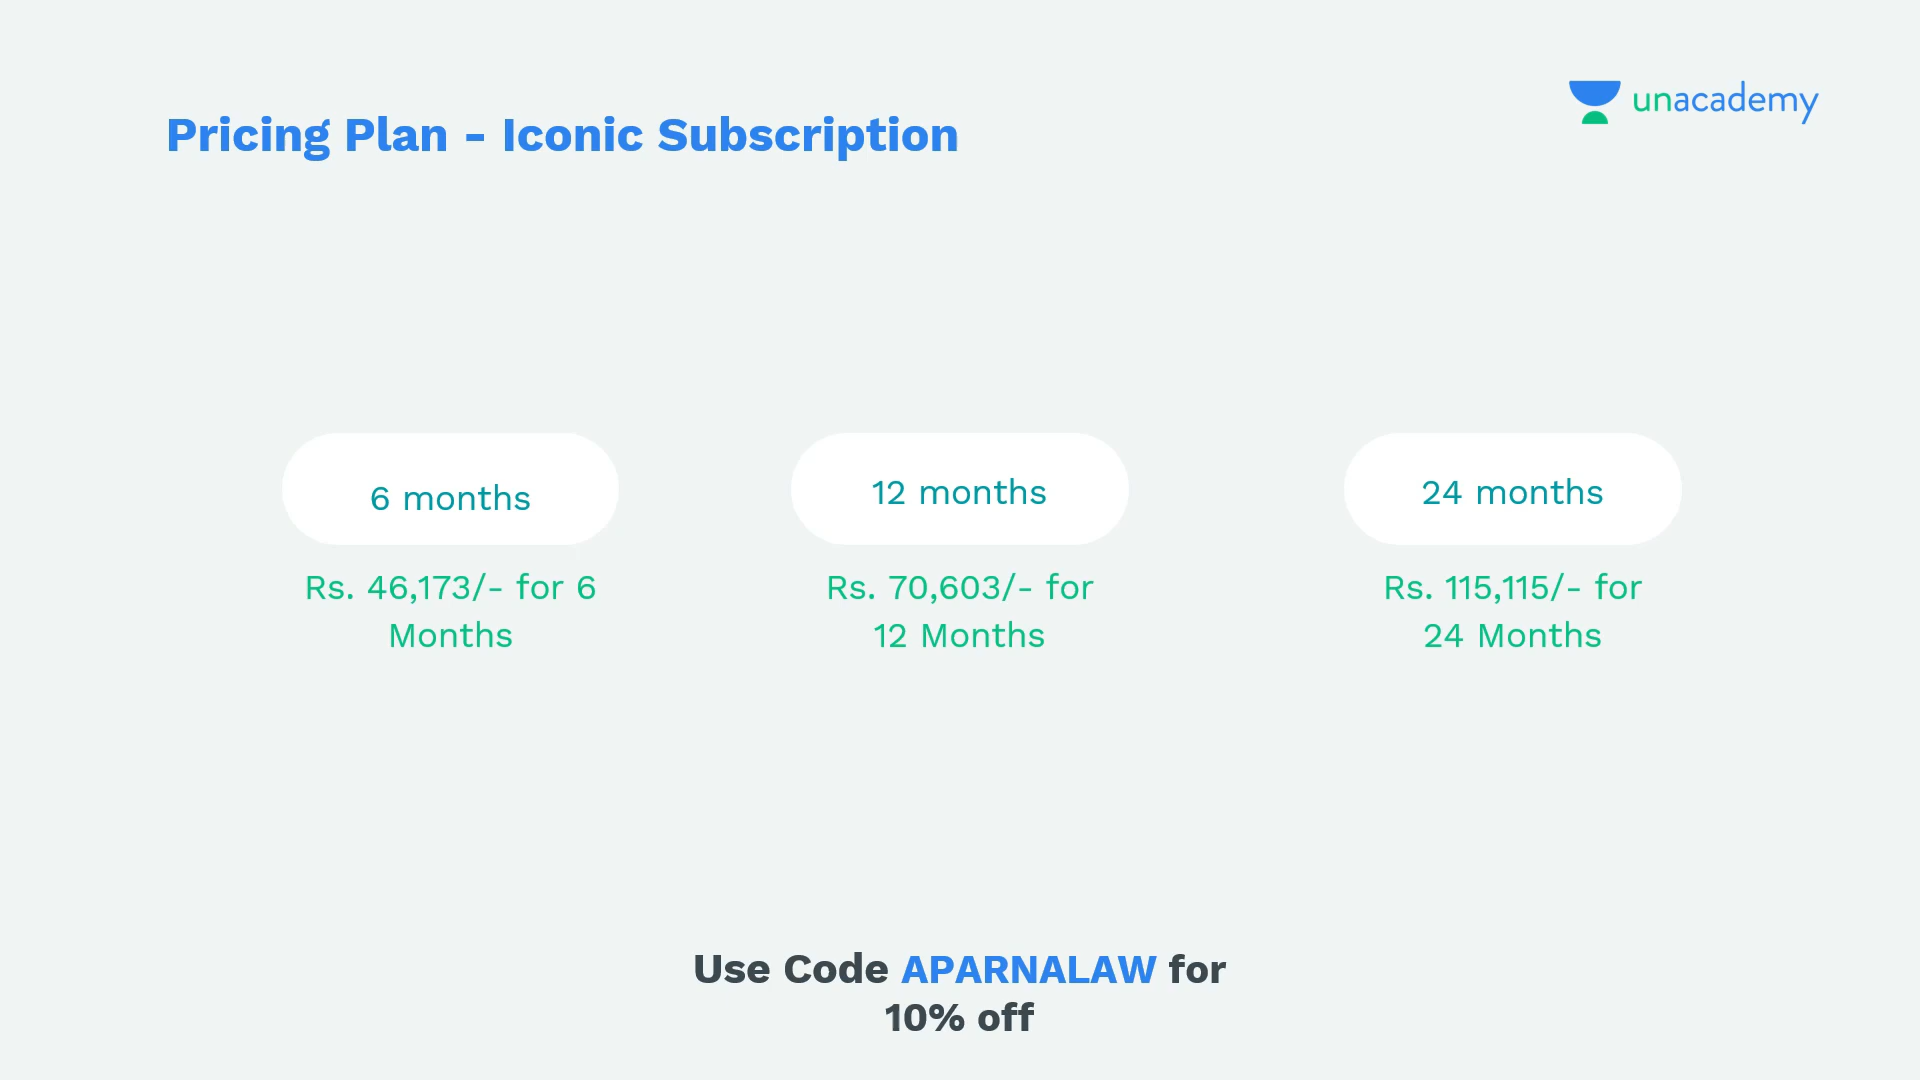 unacademy
Pricing Plan - Iconic Subscription
6 months
12 months
24 months
Rs. 46,173/- for 6
Months
Rs. 70,603/- for
12 Months
Rs. 115,115/- for
24 Months
Use Code APARNALAW for
10% off